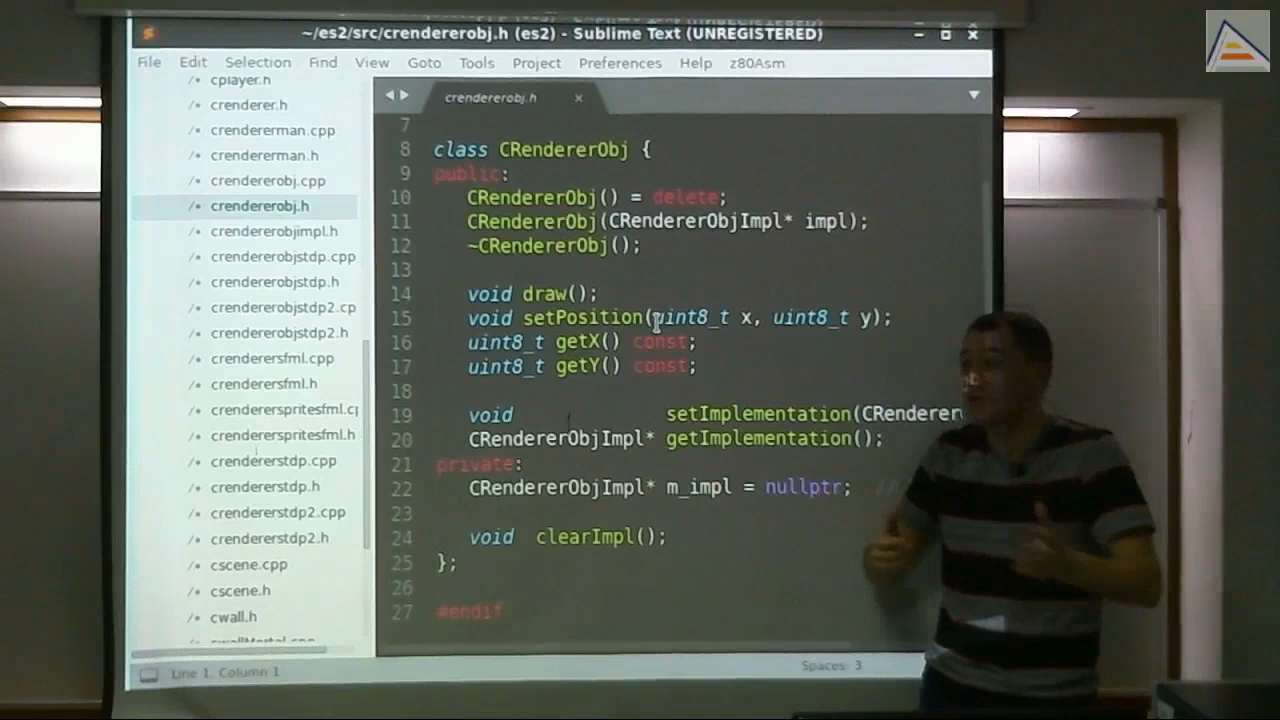 ~/es2/src/crendererobj.h (es2) - Sublime Text (UNREGISTERED)
File Edit Selection Find View Goto Tools Project Preferences Help z80Asm
cplayer.h
/* crenderer.h
/* crendererman.cpp
/* crendererman.h
/* crendererobj.cpp
/* crendererobj.h
/* crendererobjimpl.h
/* crendererobjstdp.cpp
/* crendererobjstdp.h
/* crendererobjstdp2.cp
/* crendererobjstdp2.h
/* crenderersfml.cpp
/* crenderersfml.h
/* crendererspritesfml.c
/* crendererspritesfml.h
/* crendererstdp.cpp
/* crendererstdp.h
/* crendererstdp2.cpp
/* crendererstdp2.h
/* cscene.cpp
/* cscene.h
/* cwall.h
crendererobj.h ×
7
8 class CRendererObj {
9 public:
10 CRendererObj() = delete;
11 CRendererObj(CRendererObjImpl* impl);
12 ~CRendererObj();
13
14 void draw();
15 void setPosition(uint8_t x, uint8_t y);
16 uint8_t getX() const;
17 uint8_t getY() const;
18
19 void setImplementation(CRenderer
20 CRendererObjImpl* getImplementation();
21 private:
22 CRendererObjImpl* m_impl = nullptr; //
23
24 void clearImpl();
25 };
26
27 #endif
Line 1, Column 1
Spaces: 3